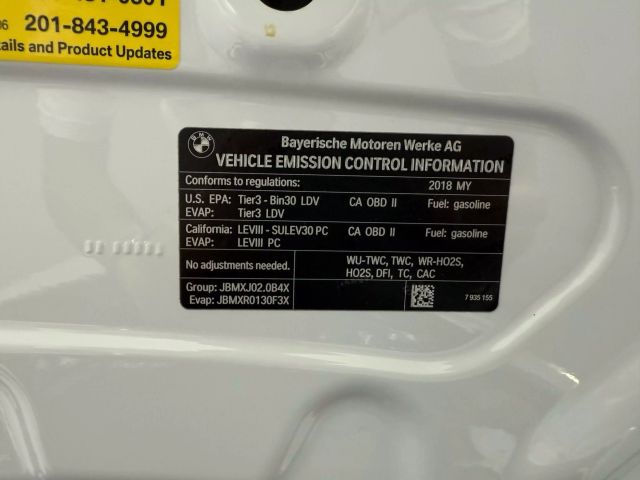 201-843-4999
ails and Product Updates
BMW
Bayerische Motoren Werke AG
VEHICLE EMISSION CONTROL INFORMATION
Conforms to regulations: 2018 MY
U.S. EPA: Tier3 - Bin30 LDV CA OBD II Fuel: gasoline
EVAP: Tier3 LDV
California: LEVIII - SULEV30 PC CA OBD II Fuel: gasoline
EVAP: LEVIII PC
No adjustments needed. WU-TWC, TWC, WR-HO2S,
HO2S, DFI, TC, CAC
Group: JBMXJ02.0B4X
Evap: JBMXR0130F3X
7 935 155